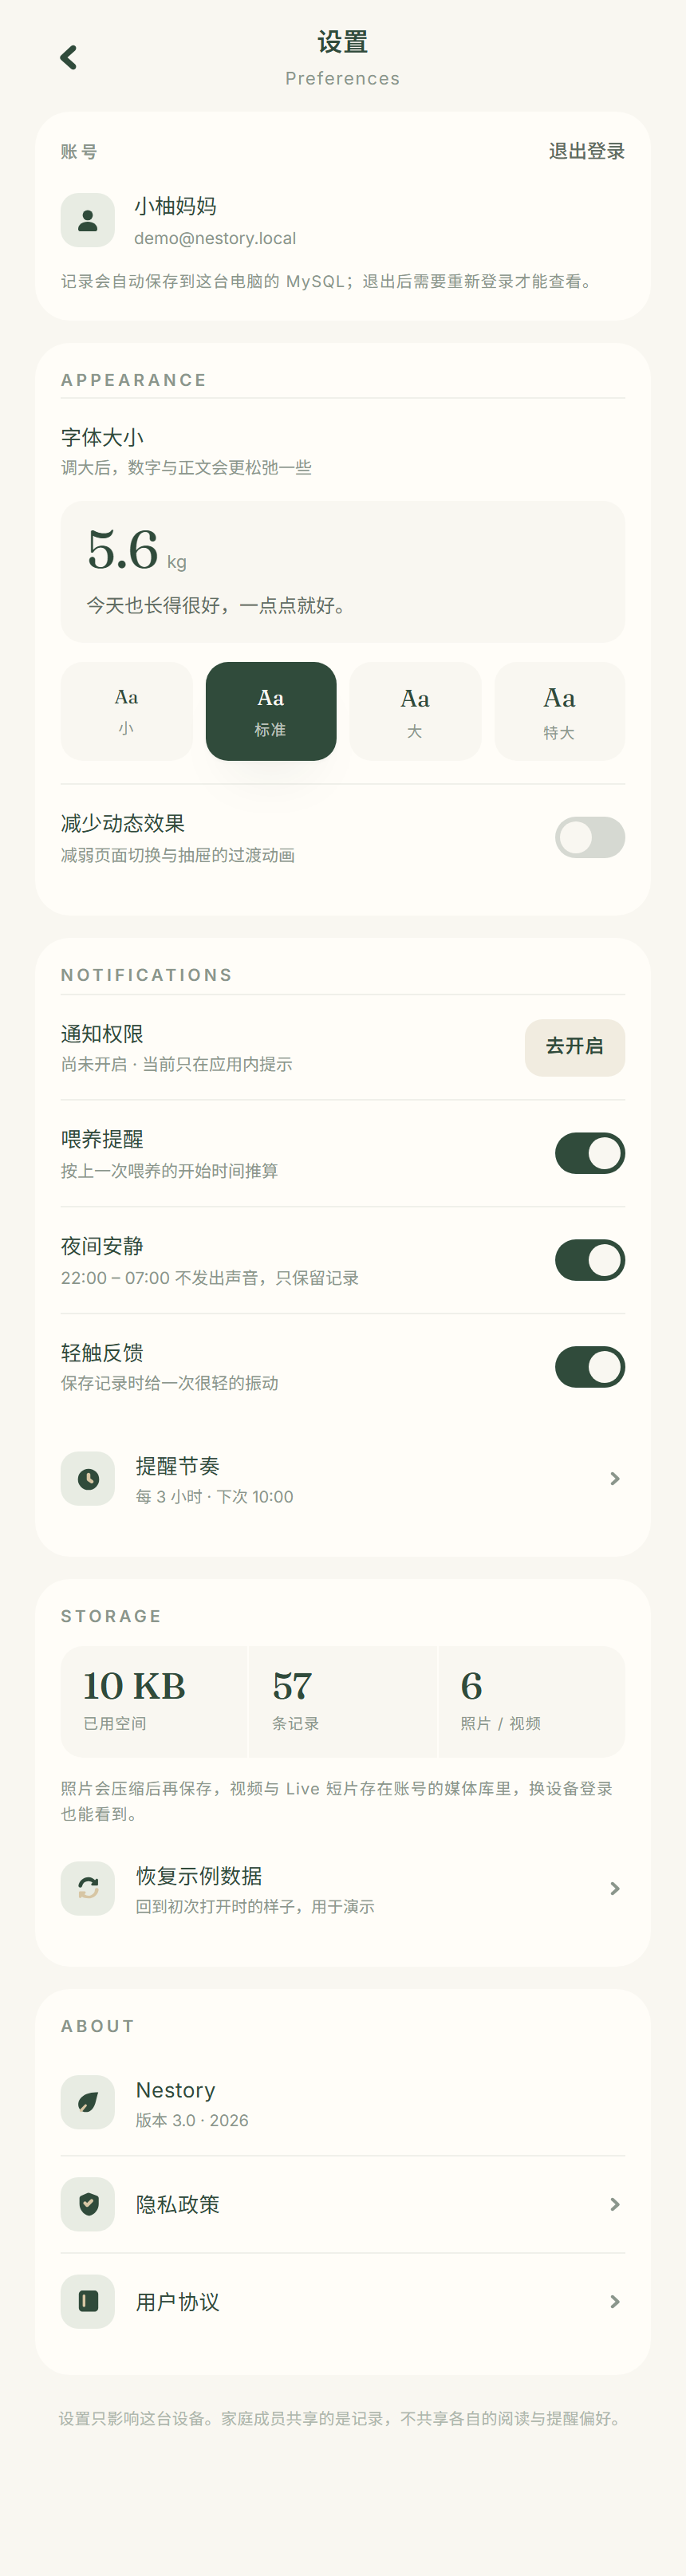 设置
Preferences
账号
退出登录
小柚妈妈
demo@nestory.local
记录会自动保存到这台电脑的 MySQL；退出后需要重新登录才能查看。
APPEARANCE
字体大小
调大后，数字与正文会更松弛一些
5.6 kg
今天也长得很好，一点点就好。
Aa
小
Aa
标准
Aa
大
Aa
特大
减少动态效果
减弱页面切换与抽屉的过渡动画
NOTIFICATIONS
通知权限
尚未开启 · 当前只在应用内提示
去开启
喂养提醒
按上一次喂养的开始时间推算
夜间安静
22:00 – 07:00 不发出声音，只保留记录
轻触反馈
保存记录时给一次很轻的振动
提醒节奏
每 3 小时 · 下次 10:00
STORAGE
10 KB
已用空间
57
条记录
6
照片 / 视频
照片会压缩后再保存，视频与 Live 短片存在账号的媒体库里，换设备登录
也能看到。
恢复示例数据
回到初次打开时的样子，用于演示
ABOUT
Nestory
版本 3.0 · 2026
隐私政策
用户协议
设置只影响这台设备。家庭成员共享的是记录，不共享各自的阅读与提醒偏好。